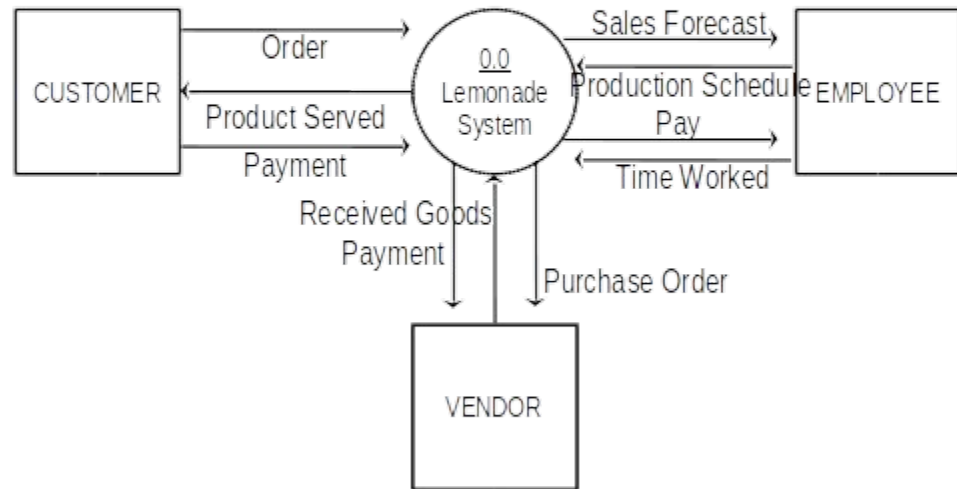 Order
Sales Forecast
0.0
CUSTOMER
Lemonade
System
Production Schedule
EMPLOYEE
Product Served
Pay
Payment
Time Worked
Received Goods
Payment
Purchase Order
VENDOR